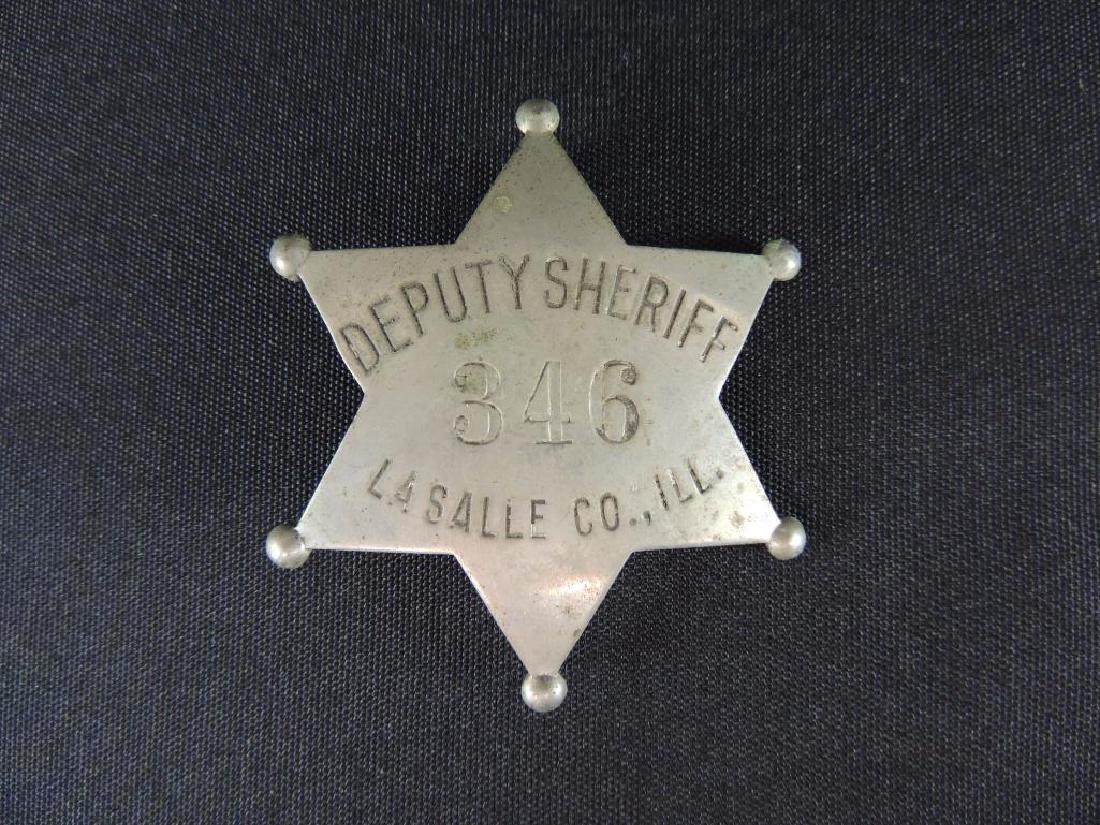 DEPUTY SHERIFF
346
LA SALLE CO., ILL.